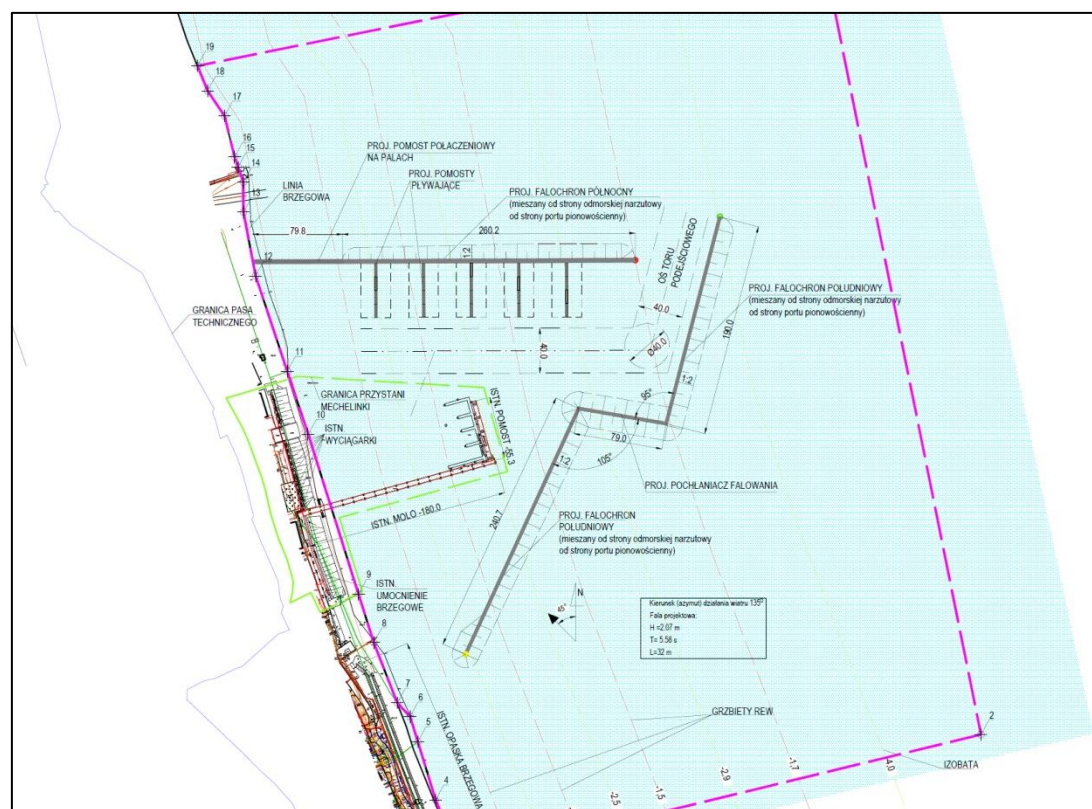 19
18
17
16
15
14
13
12
11
10
9
8
7
6
5
4
2
PROJ. POMOST POŁACZENIOWY
NA PALACH
PROJ. POMOSTY
PŁYWAJĄCE
LINIA
BRZEGOWA
PROJ. FALOCHRON PÓŁNOCNY
(mieszany od strony odmorskiej narzutowy
od strony portu pionowościenny)
79.8
260.2
1:2
OŚ TORU
PODEJŚCIOWEGO
PROJ. FALOCHRON POŁUDNIOWY
(mieszany od strony odmorskiej narzutowy
od strony portu pionowościenny)
GRANICA PASA
TECHNICZNEGO
40.0
40.0
Ø40.0
190.0
1:2
GRANICA PRZYSTANI
MECHELINKI
ISTN.
WYCIĄGARKI
ISTN. POMOST -55.3
95°
79.0
105°
1:2
PROJ. POCHŁANIACZ FALOWANIA
ISTN. MOLO -180.0
240.7
PROJ. FALOCHRON
POŁUDNIOWY
(mieszany od strony odmorskiej narzutowy
od strony portu pionowościenny)
ISTN.
UMOCNIENIE
BRZEGOWE
N
45°
Kierunek (azymut) działania wiatru 135°
Fala projektowa:
H =2.07 m
T= 5.56 s
L=32 m
ISTN. OPASKA BRZEGOWA
GRZBIETY REW
IZOBATA
-2,5
-1,5
-2,9
-1,7
-4,0